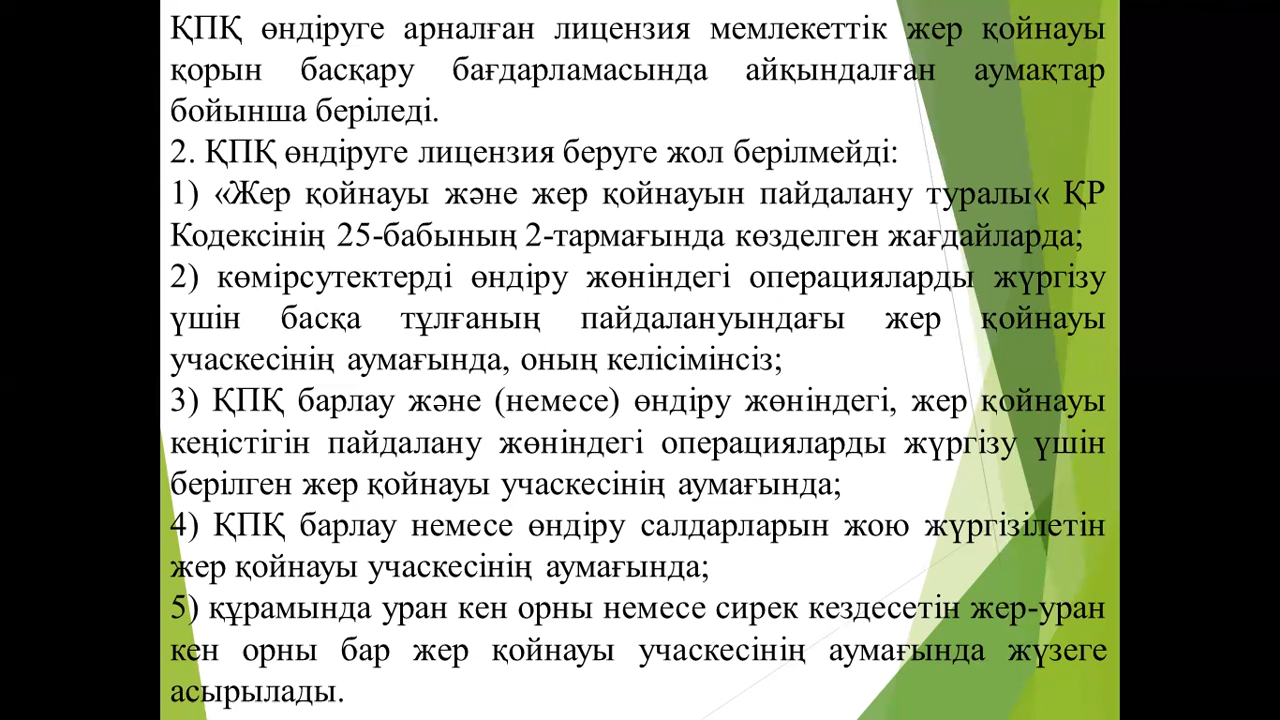 ҚПҚ өндіруге арналған лицензия мемлекеттік жер қойнауы
қорын басқару бағдарламасында айқындалған аумақтар
бойынша беріледі.
2. ҚПҚ өндіруге лицензия беруге жол берілмейді:
1) «Жер қойнауы және жер қойнауын пайдалану туралы« ҚР
Кодексінің 25-бабының 2-тармағында көзделген жағдайларда;
2) көмірсутектерді өндіру жөніндегі операцияларды жүргізу
үшін басқа тұлғаның пайдалануындағы жер қойнауы
учаскесінің аумағында, оның келісімінсіз;
3) ҚПҚ барлау және (немесе) өндіру жөніндегі, жер қойнауы
кеңістігін пайдалану жөніндегі операцияларды жүргізу үшін
берілген жер қойнауы учаскесінің аумағында;
4) ҚПҚ барлау немесе өндіру салдарларын жою жүргізілетін
жер қойнауы учаскесінің аумағында;
5) құрамында уран кен орны немесе сирек кездесетін жер-уран
кен орны бар жер қойнауы учаскесінің аумағында жүзеге
асырылады.